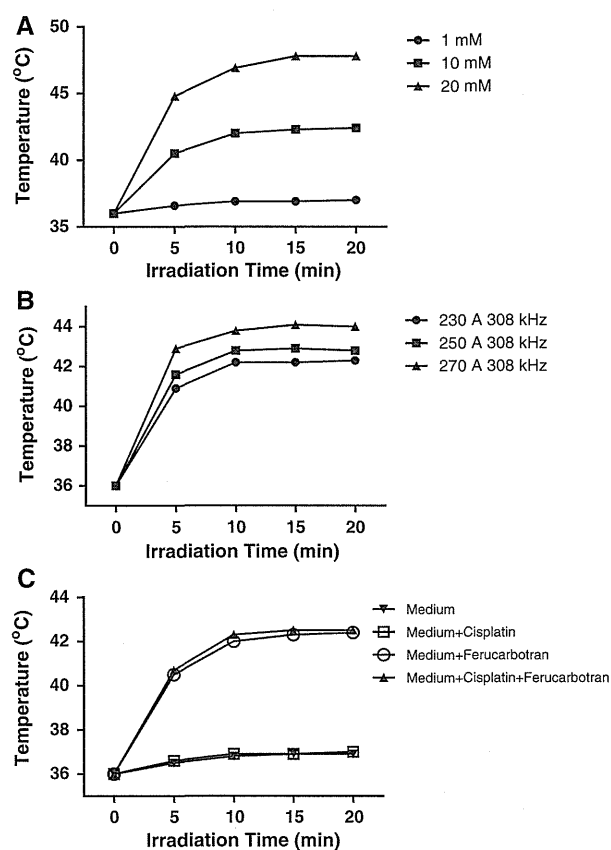 A
Temperature (°C)
50
45
40
35
0 5 10 15 20
Irradiation Time (min)
1 mM
10 mM
20 mM
B
Temperature (°C)
44
42
40
38
36
0 5 10 15 20
Irradiation Time (min)
230 A 308 kHz
250 A 308 kHz
270 A 308 kHz
C
Temperature (°C)
44
42
40
38
36
0 5 10 15 20
Irradiation Time (min)
Medium
Medium+Cisplatin
Medium+Ferucarbotran
Medium+Cisplatin+Ferucarbotran